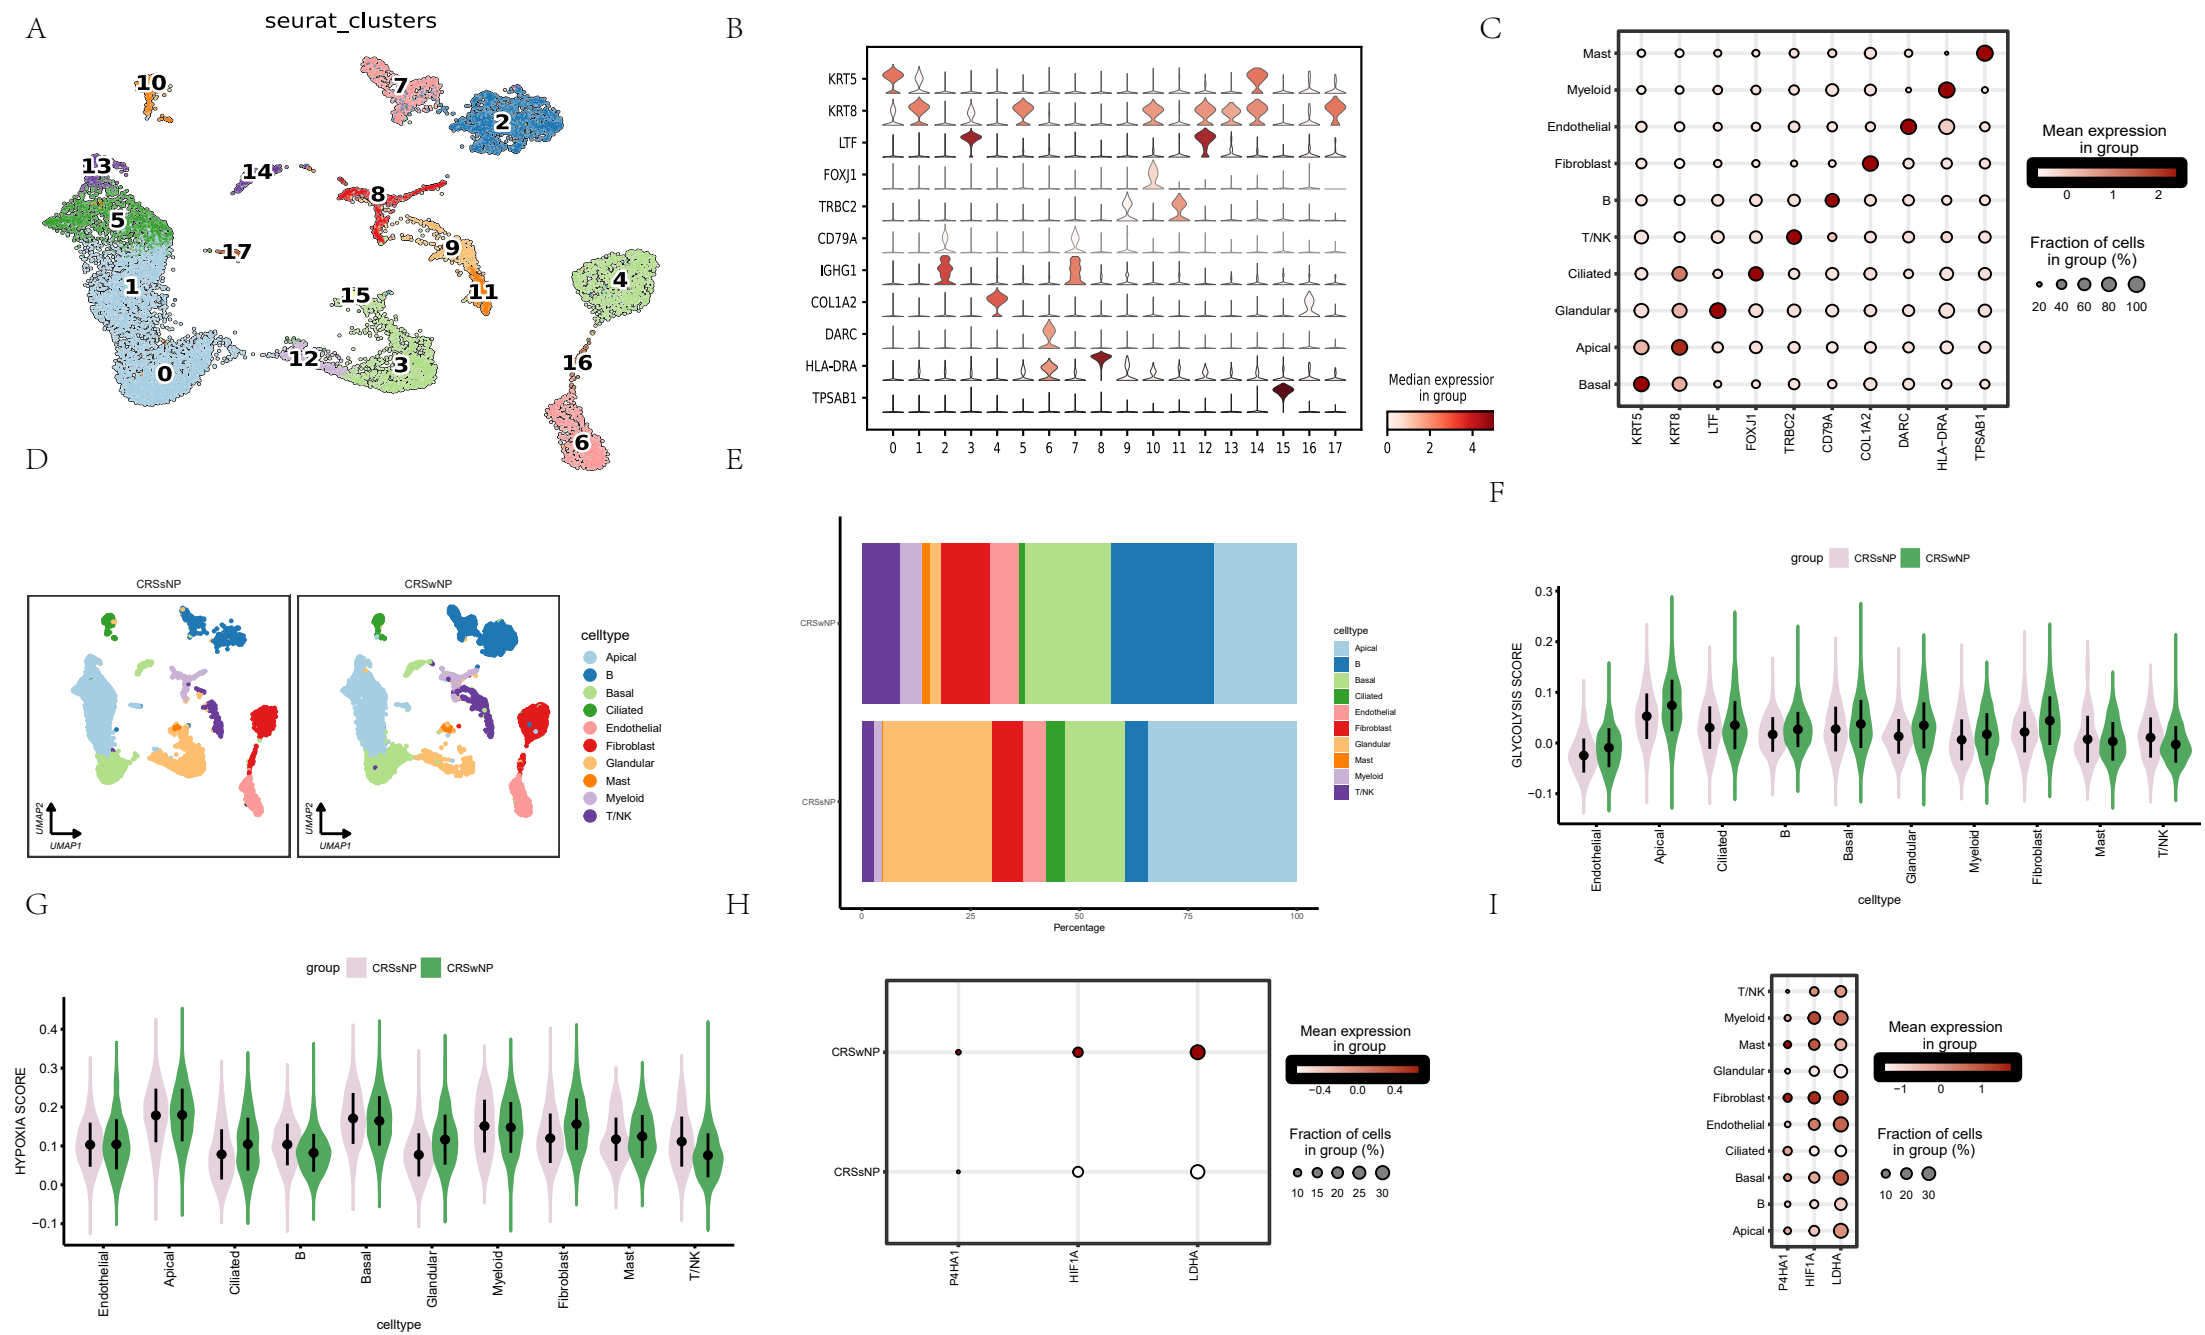 A
seurat_clusters
10
7
2
13
14
5
8
17
9
1
4
11
15
12
3
16
0
6
B
KRT5
KRT8
LTF
FOXJ1
TRBC2
CD79A
IGHG1
COL1A2
DARC
HLA-DRA
TPSAB1
0 1 2 3 4 5 6 7 8 9 10 11 12 13 14 15 16 17
Median expression
in group
0 2 4
C
Mast
Myeloid
Endothelial
Fibroblast
B
T/NK
Ciliated
Glandular
Apical
Basal
KRT5 KRT8 LTF FOXJ1 TRBC2 CD79A COL1A2 DARC HLA-DRA TPSAB1
Mean expression
in group
0 1 2
Fraction of cells
in group (%)
20 40 60 80 100
D
CRSsNP CRSwNP
UMAP2
UMAP1
UMAP2
UMAP1
celltype
Apical
B
Basal
Ciliated
Endothelial
Fibroblast
Glandular
Mast
Myeloid
T/NK
E
CRSwNP
CRSsNP
0 25 50 75 100
Percentage
celltype
Apical
B
Basal
Ciliated
Endothelial
Fibroblast
Glandular
Mast
Myeloid
T/NK
F
group CRSsNP CRSwNP
GLYCOLYSIS SCORE
0.3
0.2
0.1
0.0
−0.1
Endothelial Apical Ciliated B Basal Glandular Myeloid Fibroblast Mast T/NK
celltype
G
group CRSsNP CRSwNP
HYPOXIA SCORE
0.4
0.3
0.2
0.1
0.0
−0.1
Endothelial Apical Ciliated B Basal Glandular Myeloid Fibroblast Mast T/NK
celltype
H
CRSwNP
CRSsNP
P4HA1 HIF1A LDHA
Mean expression
in group
−0.4 0.0 0.4
Fraction of cells
in group (%)
10 15 20 25 30
I
T/NK
Myeloid
Mast
Glandular
Fibroblast
Endothelial
Ciliated
Basal
B
Apical
P4HA1 HIF1A LDHA
Mean expression
in group
−1 0 1
Fraction of cells
in group (%)
10 20 30